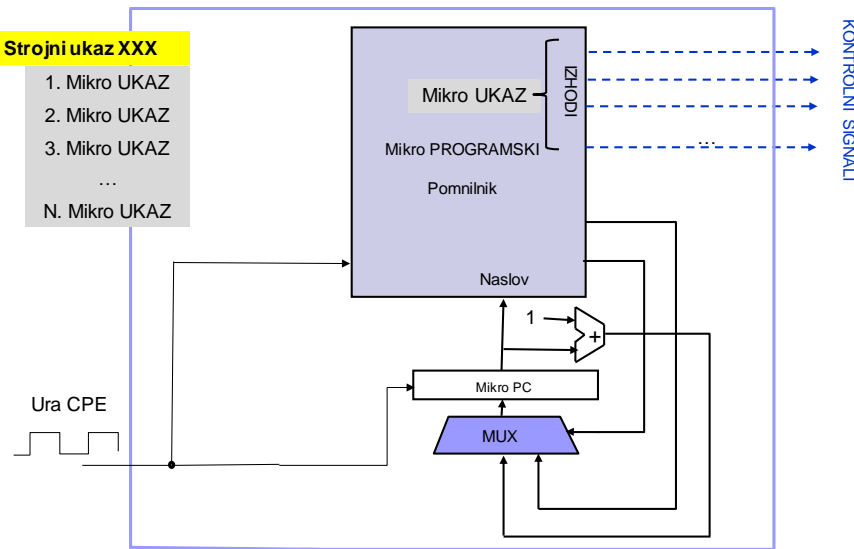 Strojni ukaz XXX
1. Mikro UKAZ
2. Mikro UKAZ
3. Mikro UKAZ
…
N. Mikro UKAZ
Mikro UKAZ
IZHODI
Mikro PROGRAMSKI
Pomnilnik
Naslov
…
KONTROLNI SIGNALI
1
+
Mikro PC
MUX
Ura CPE